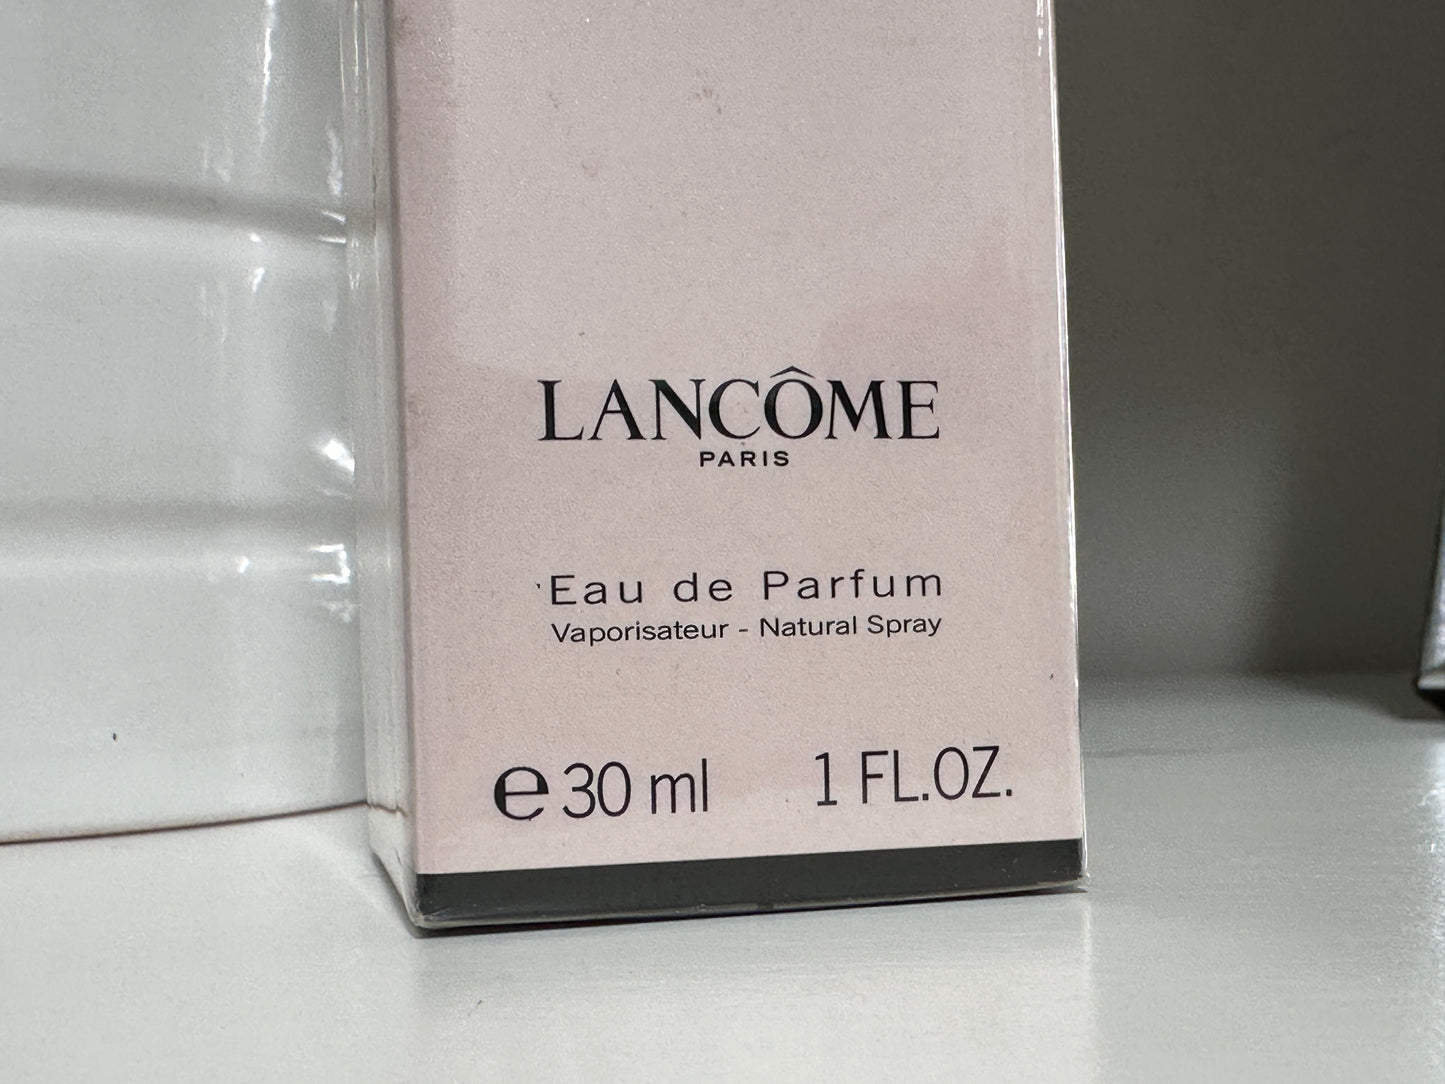 LANCÔME
PARIS
Eau de Parfum
Vaporisateur - Natural Spray
℮ 30 ml 1 FL.OZ.